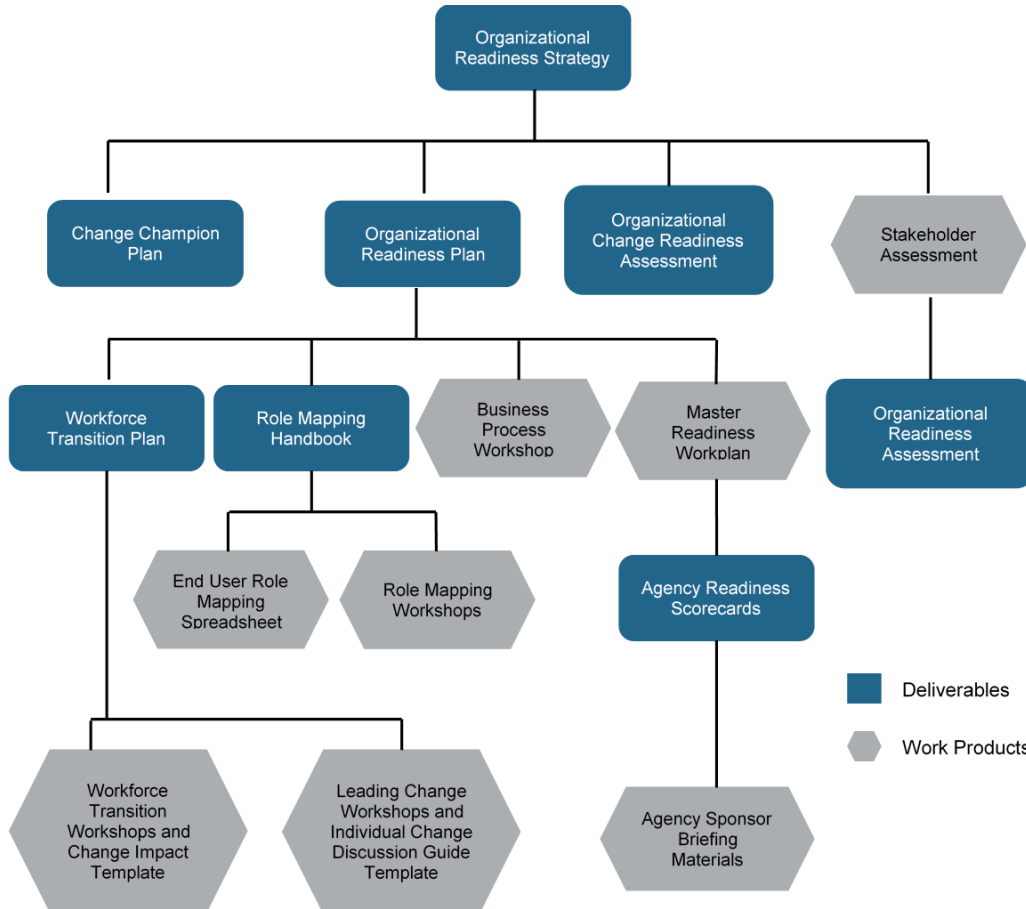 Organizational
Readiness Strategy
Change Champion
Plan
Organizational
Readiness Plan
Organizational
Change Readiness
Assessment
Stakeholder
Assessment
Workforce
Transition Plan
Role Mapping
Handbook
Business
Process
Workshop
Master
Readiness
Workplan
Organizational
Readiness
Assessment
End User Role
Mapping
Spreadsheet
Role Mapping
Workshops
Agency Readiness
Scorecards
Deliverables
Work Products
Workforce
Transition
Workshops and
Change Impact
Template
Leading Change
Workshops and
Individual Change
Discussion Guide
Template
Agency Sponsor
Briefing
Materials